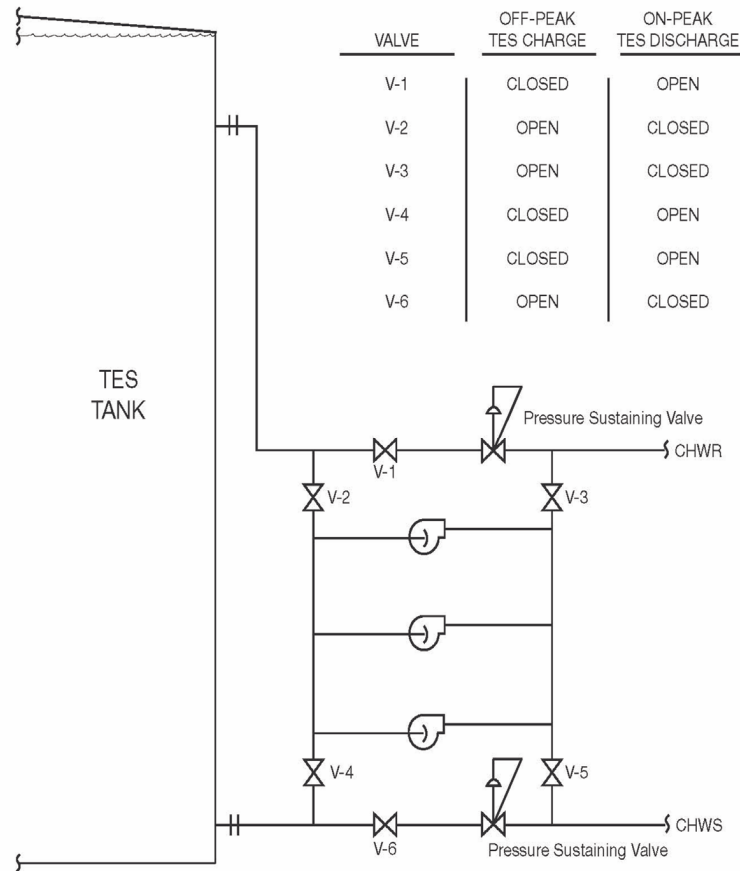 OFF-PEAK ON-PEAK
VALVE TES CHARGE TES DISCHARGE
V-1 CLOSED OPEN
V-2 OPEN CLOSED
V-3 OPEN CLOSED
V-4 CLOSED OPEN
V-5 CLOSED OPEN
V-6 OPEN CLOSED
TES
TANK
Pressure Sustaining Valve
CHWR
V-1
V-2
V-3
V-4
V-5
CHWS
V-6
Pressure Sustaining Valve